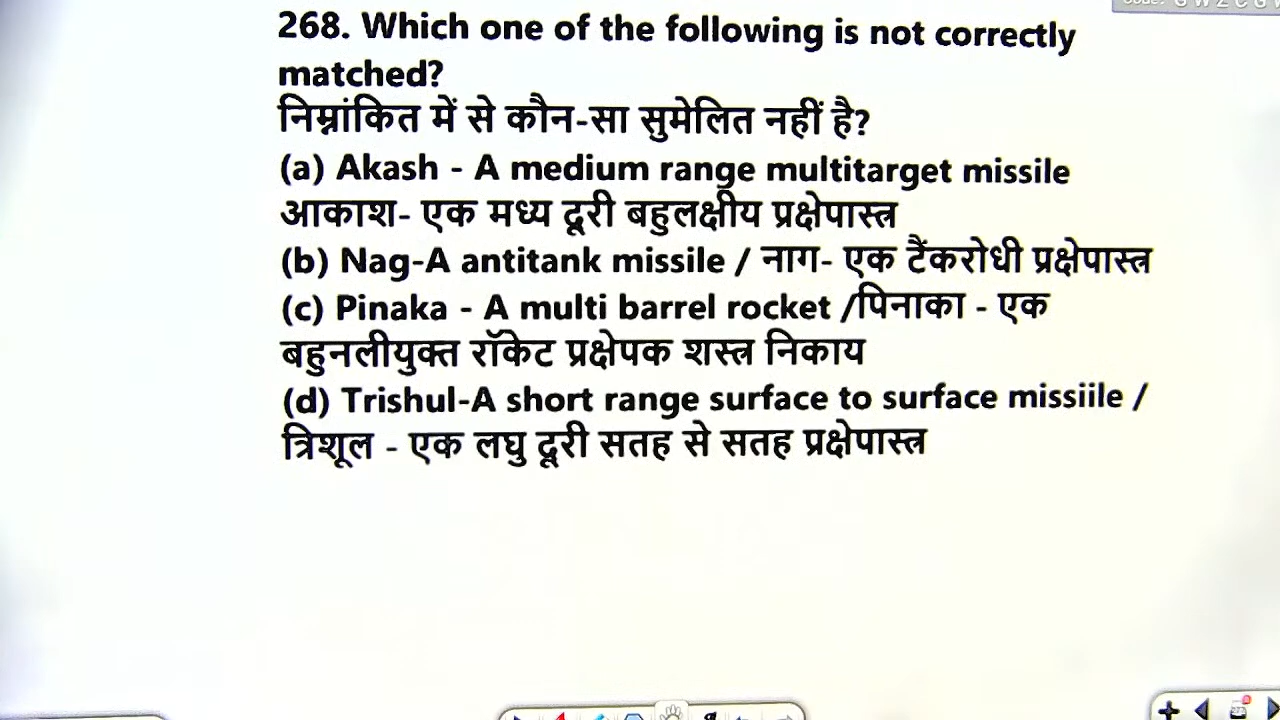 268. Which one of the following is not correctly
matched?
निम्नांकित में से कौन-सा सुमेलित नहीं है?
(a) Akash - A medium range multitarget missile
आकाश- एक मध्य दूरी बहुलक्षीय प्रक्षेपास्त्र
(b) Nag-A antitank missile / नाग- एक टैंकरोधी प्रक्षेपास्त्र
(c) Pinaka - A multi barrel rocket /पिनाका - एक
बहुनलीयुक्त रॉकेट प्रक्षेपक शस्त्र निकाय
(d) Trishul-A short range surface to surface missiile /
त्रिशूल - एक लघु दूरी सतह से सतह प्रक्षेपास्त्र